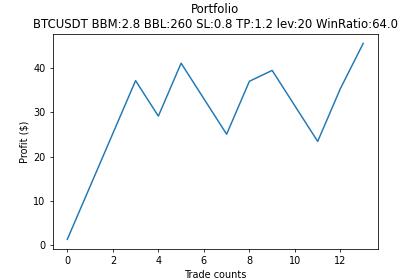 Portfolio
BTCUSDT BBM:2.8 BBL:260 SL:0.8 TP:1.2 lev:20 WinRatio:64.0
40
30
20
10
0
Profit ($)
0 2 4 6 8 10 12
Trade counts